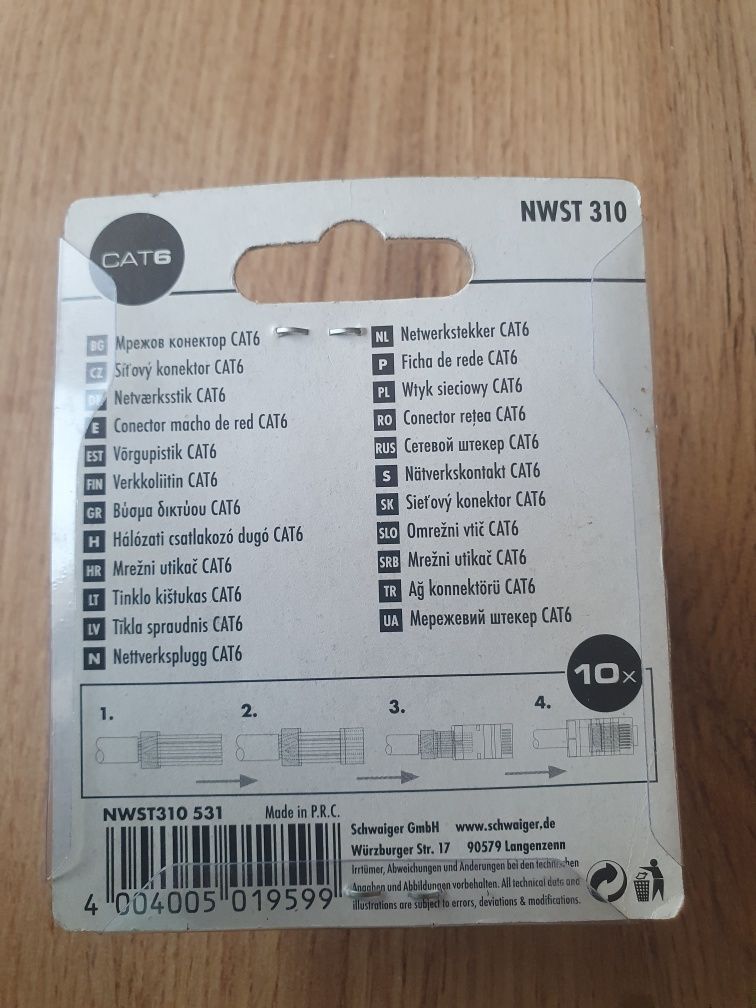 NWST 310
CAT6
BG Мрежов конектор CAT6
CZ Síťový konektor CAT6
Netværksstik CAT6
E Conector macho de red CAT6
EST Võrgupistik CAT6
FIN Verkkoliitin CAT6
GR Βύσμα δικτύου CAT6
H Hálózati csatlakozó dugó CAT6
HR Mrežni utikač CAT6
LT Tinklo kištukas CAT6
LV Tīkla spraudnis CAT6
N Nettverksplugg CAT6
NL Netwerkstekker CAT6
P Ficha de rede CAT6
PL Wtyk sieciowy CAT6
RO Conector rețea CAT6
RUS Сетевой штекер CAT6
S Nätverkskontakt CAT6
SK Sieťový konektor CAT6
SLO Omrežni vtič CAT6
SRB Mrežni utikač CAT6
TR Ağ konnektörü CAT6
UA Мережевий штекер CAT6
10x
1. 2. 3. 4.
NWST310 531 Made in P.R.C.
4 004005 019599
Schwaiger GmbH www.schwaiger.de
Würzburger Str. 17 90579 Langenzenn
Irrtümer, Abweichungen und Änderungen bei den technischen
Angaben und Abbildungen vorbehalten. All technical data and
illustrations are subject to errors, deviations & modifications.